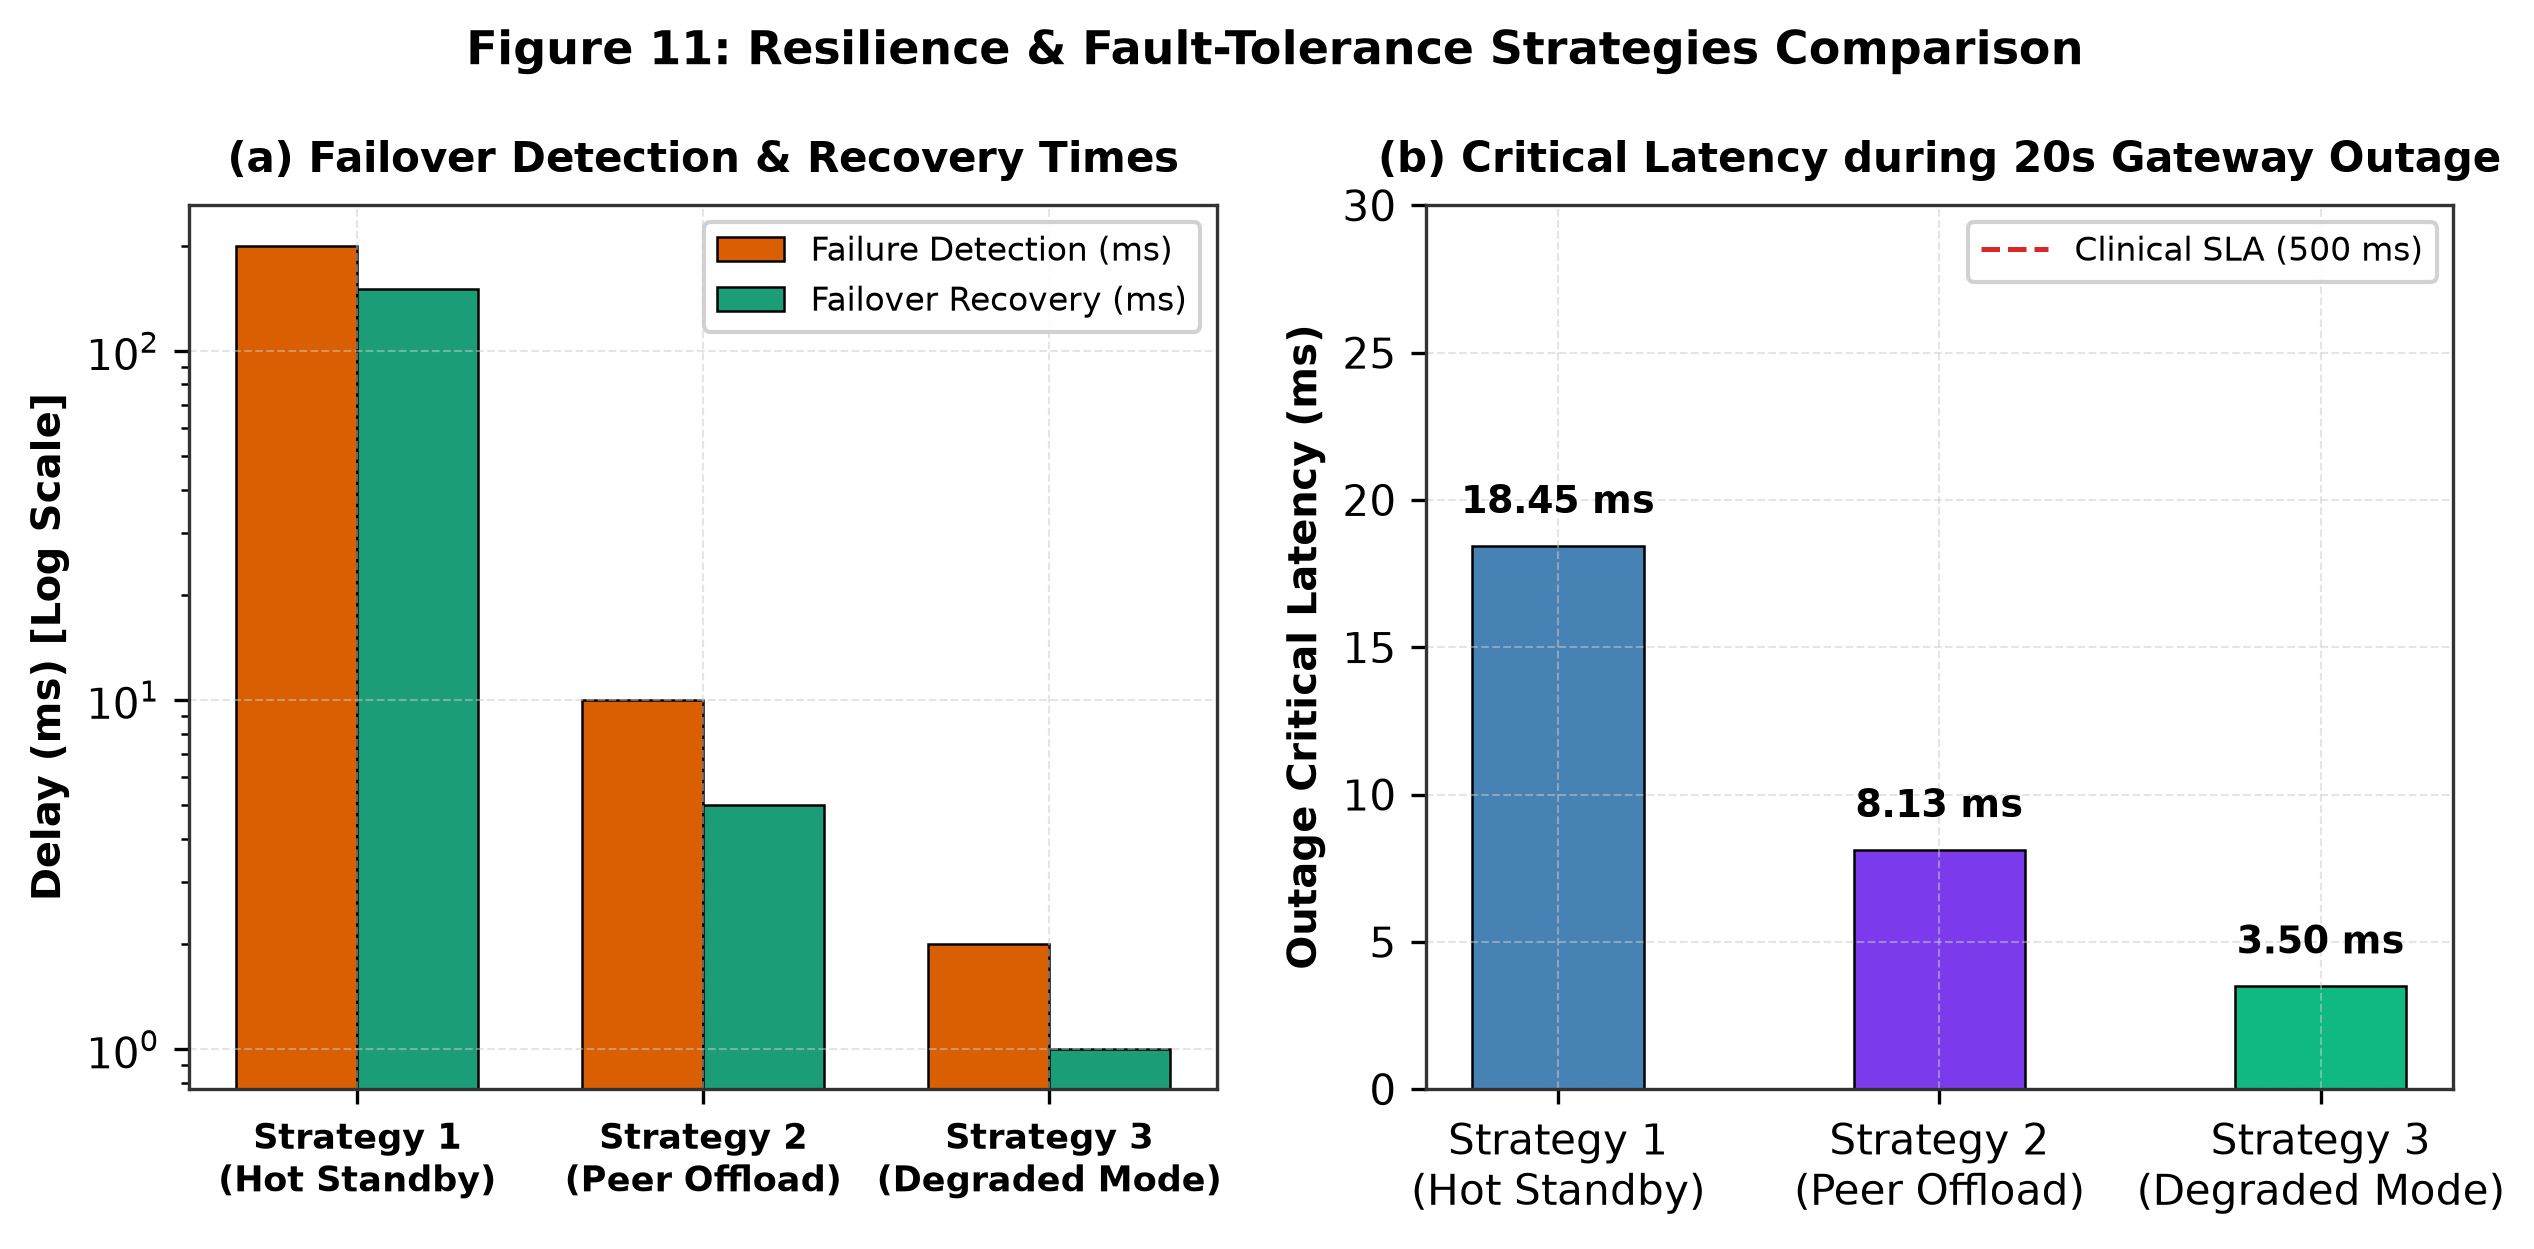 Figure 11: Resilience & Fault-Tolerance Strategies Comparison
(a) Failover Detection & Recovery Times
Delay (ms) [Log Scale]
10²
10¹
10⁰
Failure Detection (ms)
Failover Recovery (ms)
Strategy 1
(Hot Standby)
Strategy 2
(Peer Offload)
Strategy 3
(Degraded Mode)
(b) Critical Latency during 20s Gateway Outage
Outage Critical Latency (ms)
30
25
20
15
10
5
0
Clinical SLA (500 ms)
18.45 ms
8.13 ms
3.50 ms
Strategy 1
(Hot Standby)
Strategy 2
(Peer Offload)
Strategy 3
(Degraded Mode)